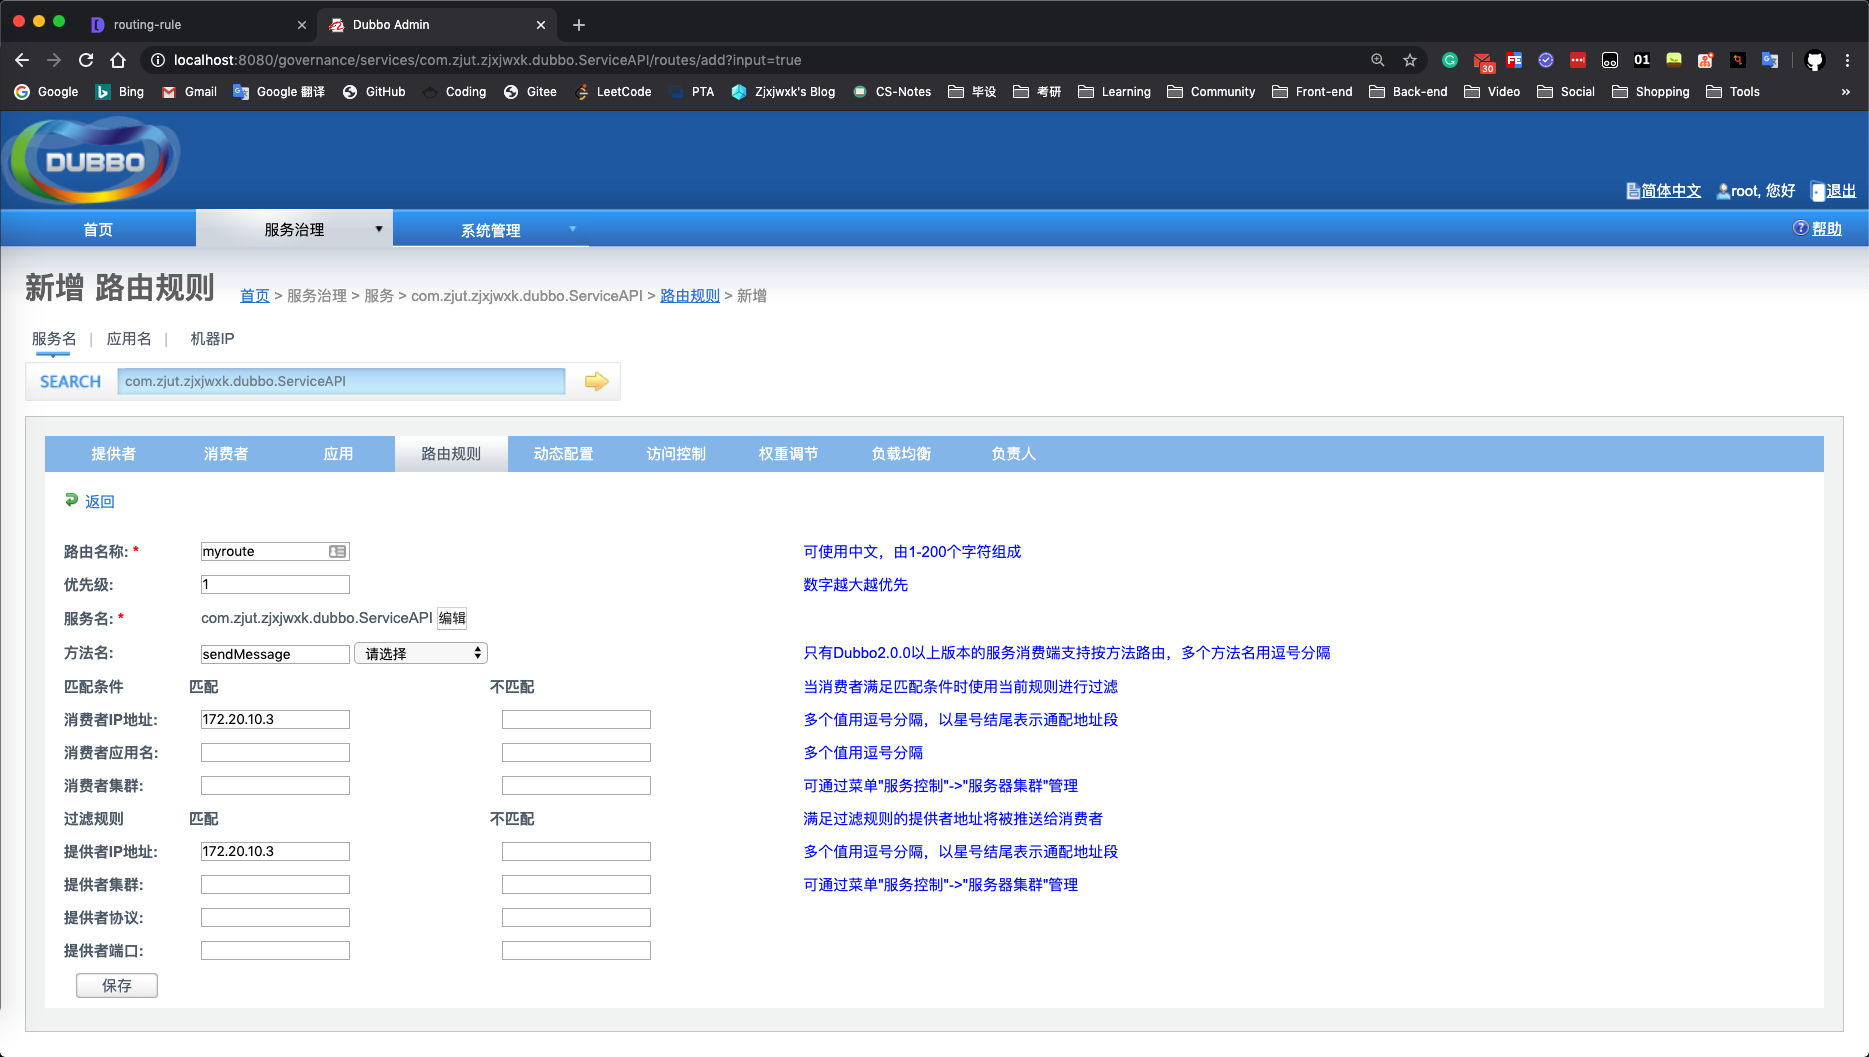 routing-rule
Dubbo Admin
localhost:8080/governance/services/com.zjut.zjxjwxk.dubbo.ServiceAPI/routes/add?input=true
30
FE
01
Google Bing Gmail Google 翻译 GitHub Coding Gitee LeetCode PTA Zjxjwxk's Blog CS-Notes 毕设 考研 Learning Community Front-end Back-end Video Social Shopping Tools »
DUBBO
简体中文 root, 您好 退出
首页 服务治理 系统管理 帮助
新增 路由规则 首页 > 服务治理 > 服务 > com.zjut.zjxjwxk.dubbo.ServiceAPI > 路由规则 > 新增
服务名 | 应用名 | 机器IP
SEARCH com.zjut.zjxjwxk.dubbo.ServiceAPI
提供者 消费者 应用 路由规则 动态配置 访问控制 权重调节 负载均衡 负责人
返回
路由名称: * myroute 可使用中文，由1-200个字符组成
优先级: 1 数字越大越优先
服务名: * com.zjut.zjxjwxk.dubbo.ServiceAPI 编辑
方法名: sendMessage 请选择 只有Dubbo2.0.0以上版本的服务消费端支持按方法路由，多个方法名用逗号分隔
匹配条件 匹配 不匹配 当消费者满足匹配条件时使用当前规则进行过滤
消费者IP地址: 172.20.10.3 多个值用逗号分隔，以星号结尾表示通配地址段
消费者应用名: 多个值用逗号分隔
消费者集群: 可通过菜单"服务控制"->"服务器集群"管理
过滤规则 匹配 不匹配 满足过滤规则的提供者地址将被推送给消费者
提供者IP地址: 172.20.10.3 多个值用逗号分隔，以星号结尾表示通配地址段
提供者集群: 可通过菜单"服务控制"->"服务器集群"管理
提供者协议:
提供者端口:
保存